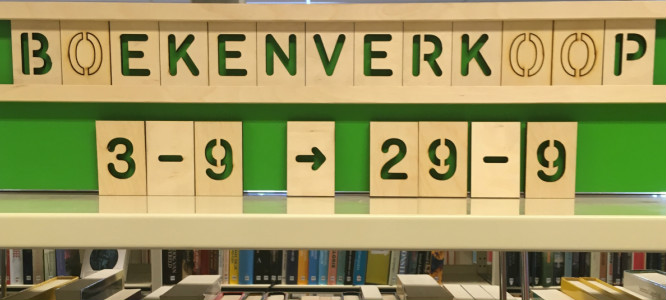 BOEKENVERKOOP
3-9 → 29-9